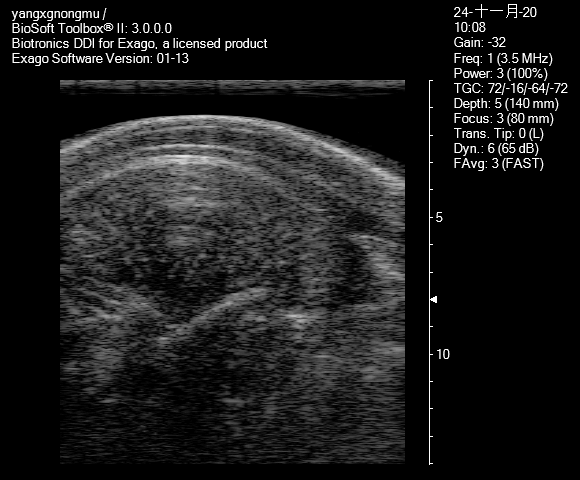 yangxgnongmu /
BioSoft Toolbox® II: 3.0.0.0
Biotronics DDI for Exago, a licensed product
Exago Software Version: 01-13
24-十一月-20
10:08
Gain: -32
Freq: 1 (3.5 MHz)
Power: 3 (100%)
TGC: 72/-16/-64/-72
Depth: 5 (140 mm)
Focus: 3 (80 mm)
Trans. Tip: 0 (L)
Dyn.: 6 (65 dB)
FAvg: 3 (FAST)
5
10